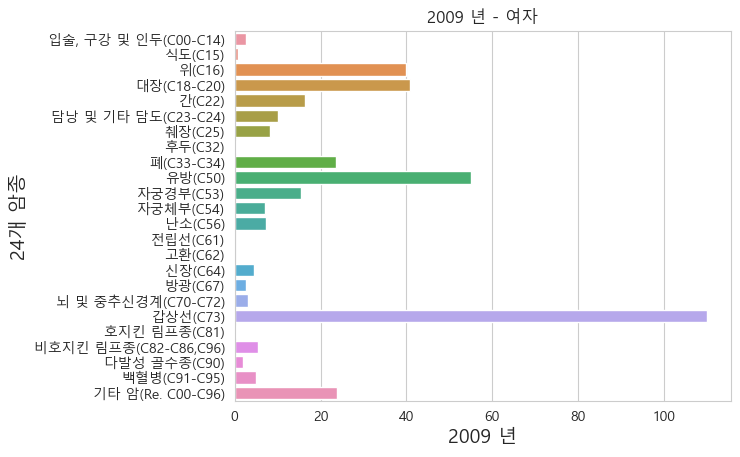 2009 년 - 여자
24개 암종
입술, 구강 및 인두(C00-C14)
식도(C15)
위(C16)
대장(C18-C20)
간(C22)
담낭 및 기타 담도(C23-C24)
췌장(C25)
후두(C32)
폐(C33-C34)
유방(C50)
자궁경부(C53)
자궁체부(C54)
난소(C56)
전립선(C61)
고환(C62)
신장(C64)
방광(C67)
뇌 및 중추신경계(C70-C72)
갑상선(C73)
호지킨 림프종(C81)
비호지킨 림프종(C82-C86,C96)
다발성 골수종(C90)
백혈병(C91-C95)
기타 암(Re. C00-C96)
0 20 40 60 80 100
2009 년